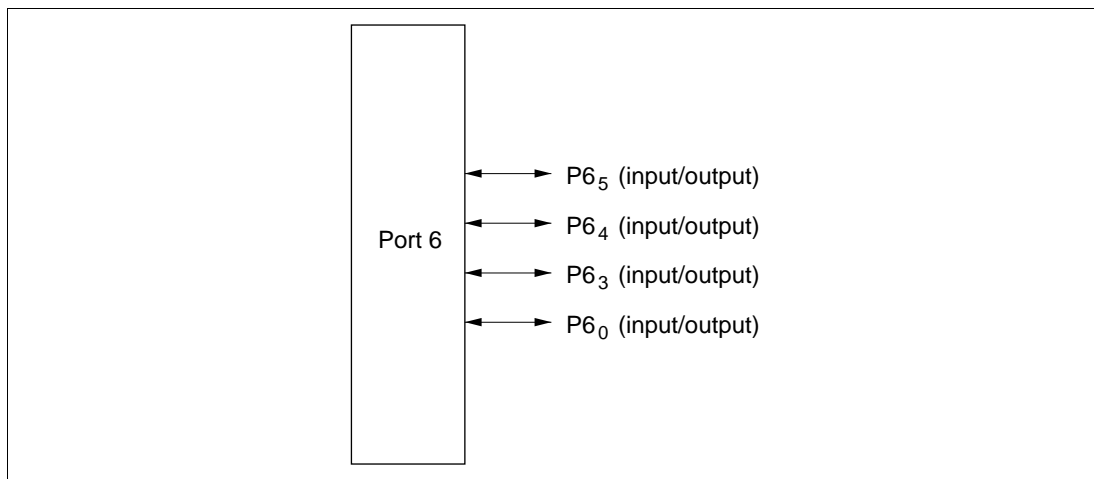 P6₅ (input/output)
P6₄ (input/output)
Port 6
P6₃ (input/output)
P6₀ (input/output)